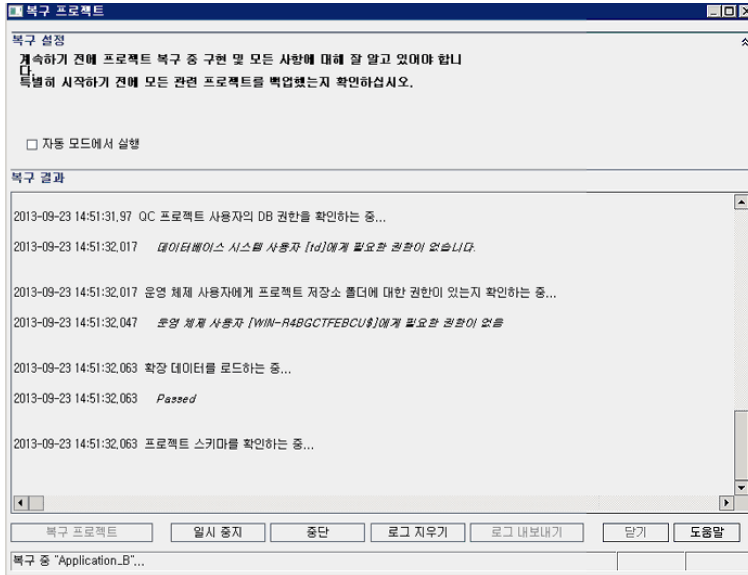 복구 프로젝트
복구 설정
계속하기 전에 프로젝트 복구 중 구현 및 모든 사항에 대해 잘 알고 있어야 합니
다.
특별히 시작하기 전에 모든 관련 프로젝트를 백업했는지 확인하십시오.
자동 모드에서 실행
복구 결과
2013-09-23 14:51:31,97 QC 프로젝트 사용자의 DB 권한을 확인하는 중...
2013-09-23 14:51:32,017 데이터베이스 시스템 사용자 [td]에게 필요한 권한이 없습니다.
2013-09-23 14:51:32,017 운영 체제 사용자에게 프로젝트 저장소 폴더에 대한 권한이 있는지 확인하는 중...
2013-09-23 14:51:32,047 운영 체제 사용자 [WIN-R4BGCTFEBCU$]에게 필요한 권한이 없음
2013-09-23 14:51:32,063 확장 데이터를 로드하는 중...
2013-09-23 14:51:32,063 Passed
2013-09-23 14:51:32,063 프로젝트 스키마를 확인하는 중...
복구 프로젝트 일시 중지 중단 로그 지우기 로그 내보내기 닫기 도움말
복구 중 "Application_B"...